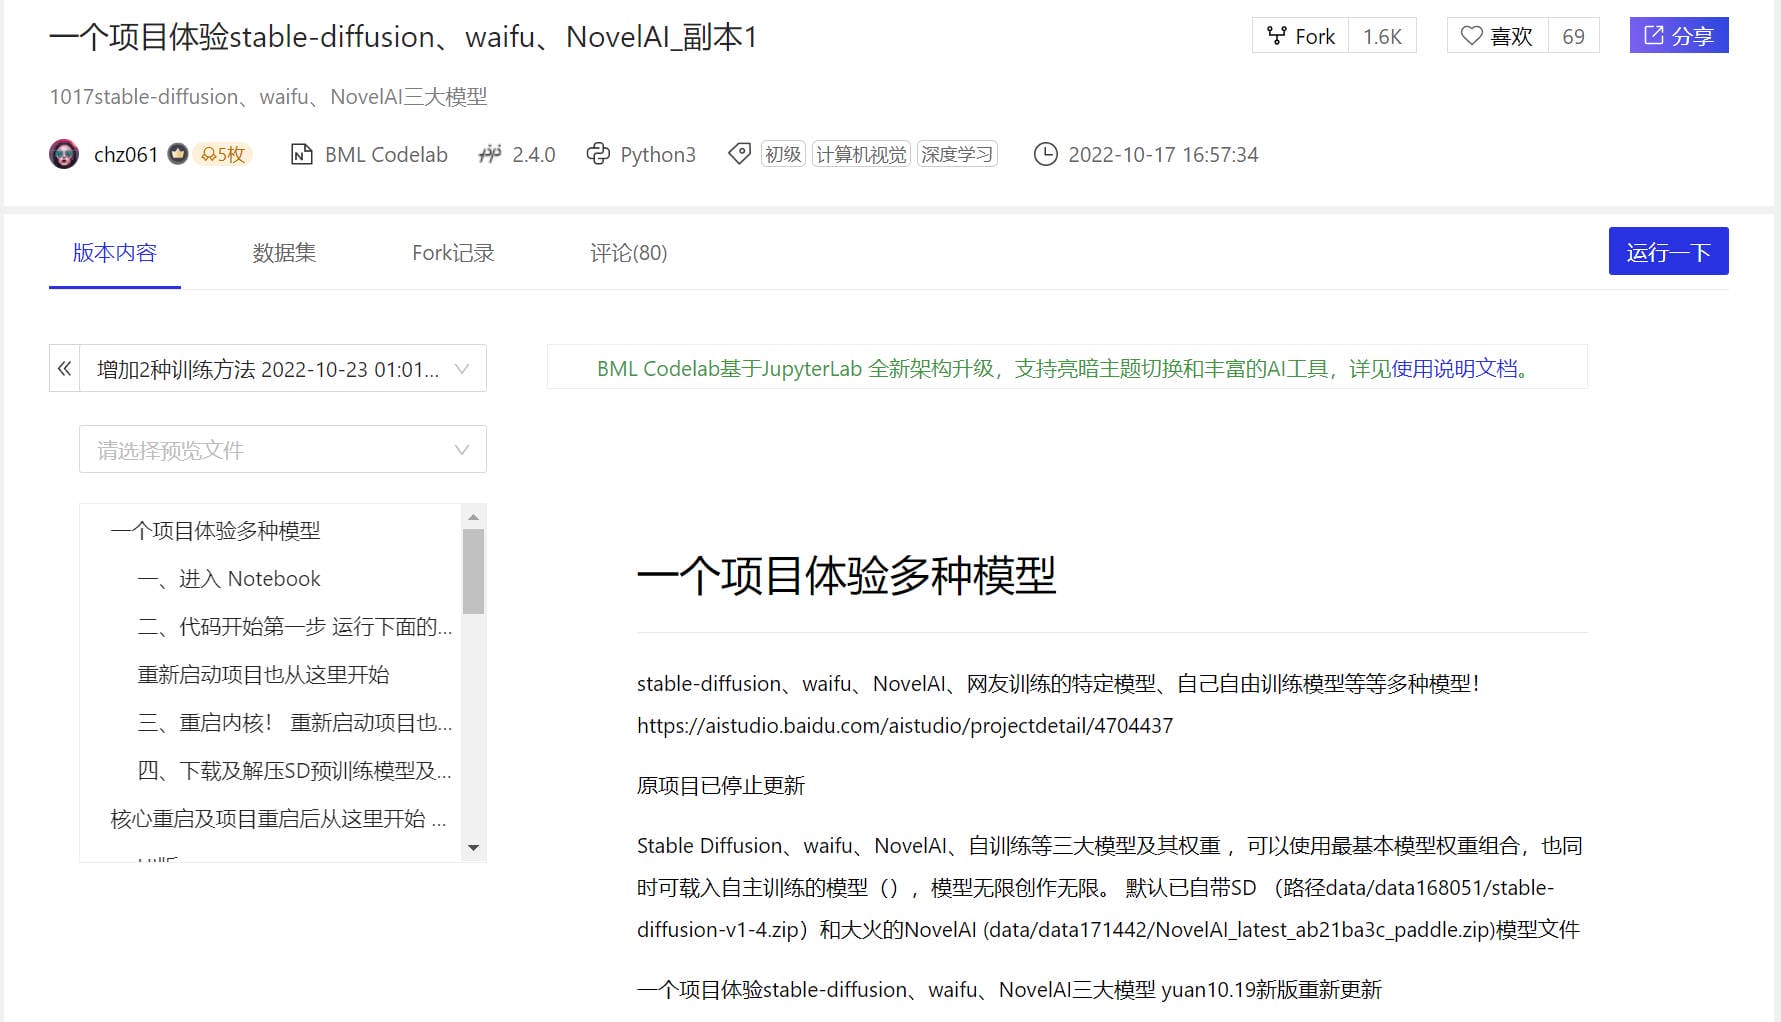 一个项目体验stable-diffusion、waifu、NovelAI_副本1
Fork 1.6K 喜欢 69 分享
1017stable-diffusion、waifu、NovelAI三大模型
chz061 5枚 BML Codelab 2.4.0 Python3 初级 计算机视觉 深度学习 2022-10-17 16:57:34
版本内容 数据集 Fork记录 评论(80) 运行一下
增加2种训练方法 2022-10-23 01:01...
BML Codelab基于JupyterLab 全新架构升级，支持亮暗主题切换和丰富的AI工具，详见使用说明文档。
请选择预览文件
一个项目体验多种模型
一、进入 Notebook
二、代码开始第一步 运行下面的...
重新启动项目也从这里开始
三、重启内核！ 重新启动项目也...
四、下载及解压SD预训练模型及...
核心重启及项目重启后从这里开始 ...
一个项目体验多种模型
stable-diffusion、waifu、NovelAI、网友训练的特定模型、自己自由训练模型等等多种模型！
https://aistudio.baidu.com/aistudio/projectdetail/4704437
原项目已停止更新
Stable Diffusion、waifu、NovelAI、自训练等三大模型及其权重 ，可以使用最基本模型权重组合，也同
时可载入自主训练的模型（），模型无限创作无限。 默认已自带SD （路径data/data168051/stable-
diffusion-v1-4.zip）和大火的NovelAI (data/data171442/NovelAI_latest_ab21ba3c_paddle.zip)模型文件
一个项目体验stable-diffusion、waifu、NovelAI三大模型 yuan10.19新版重新更新